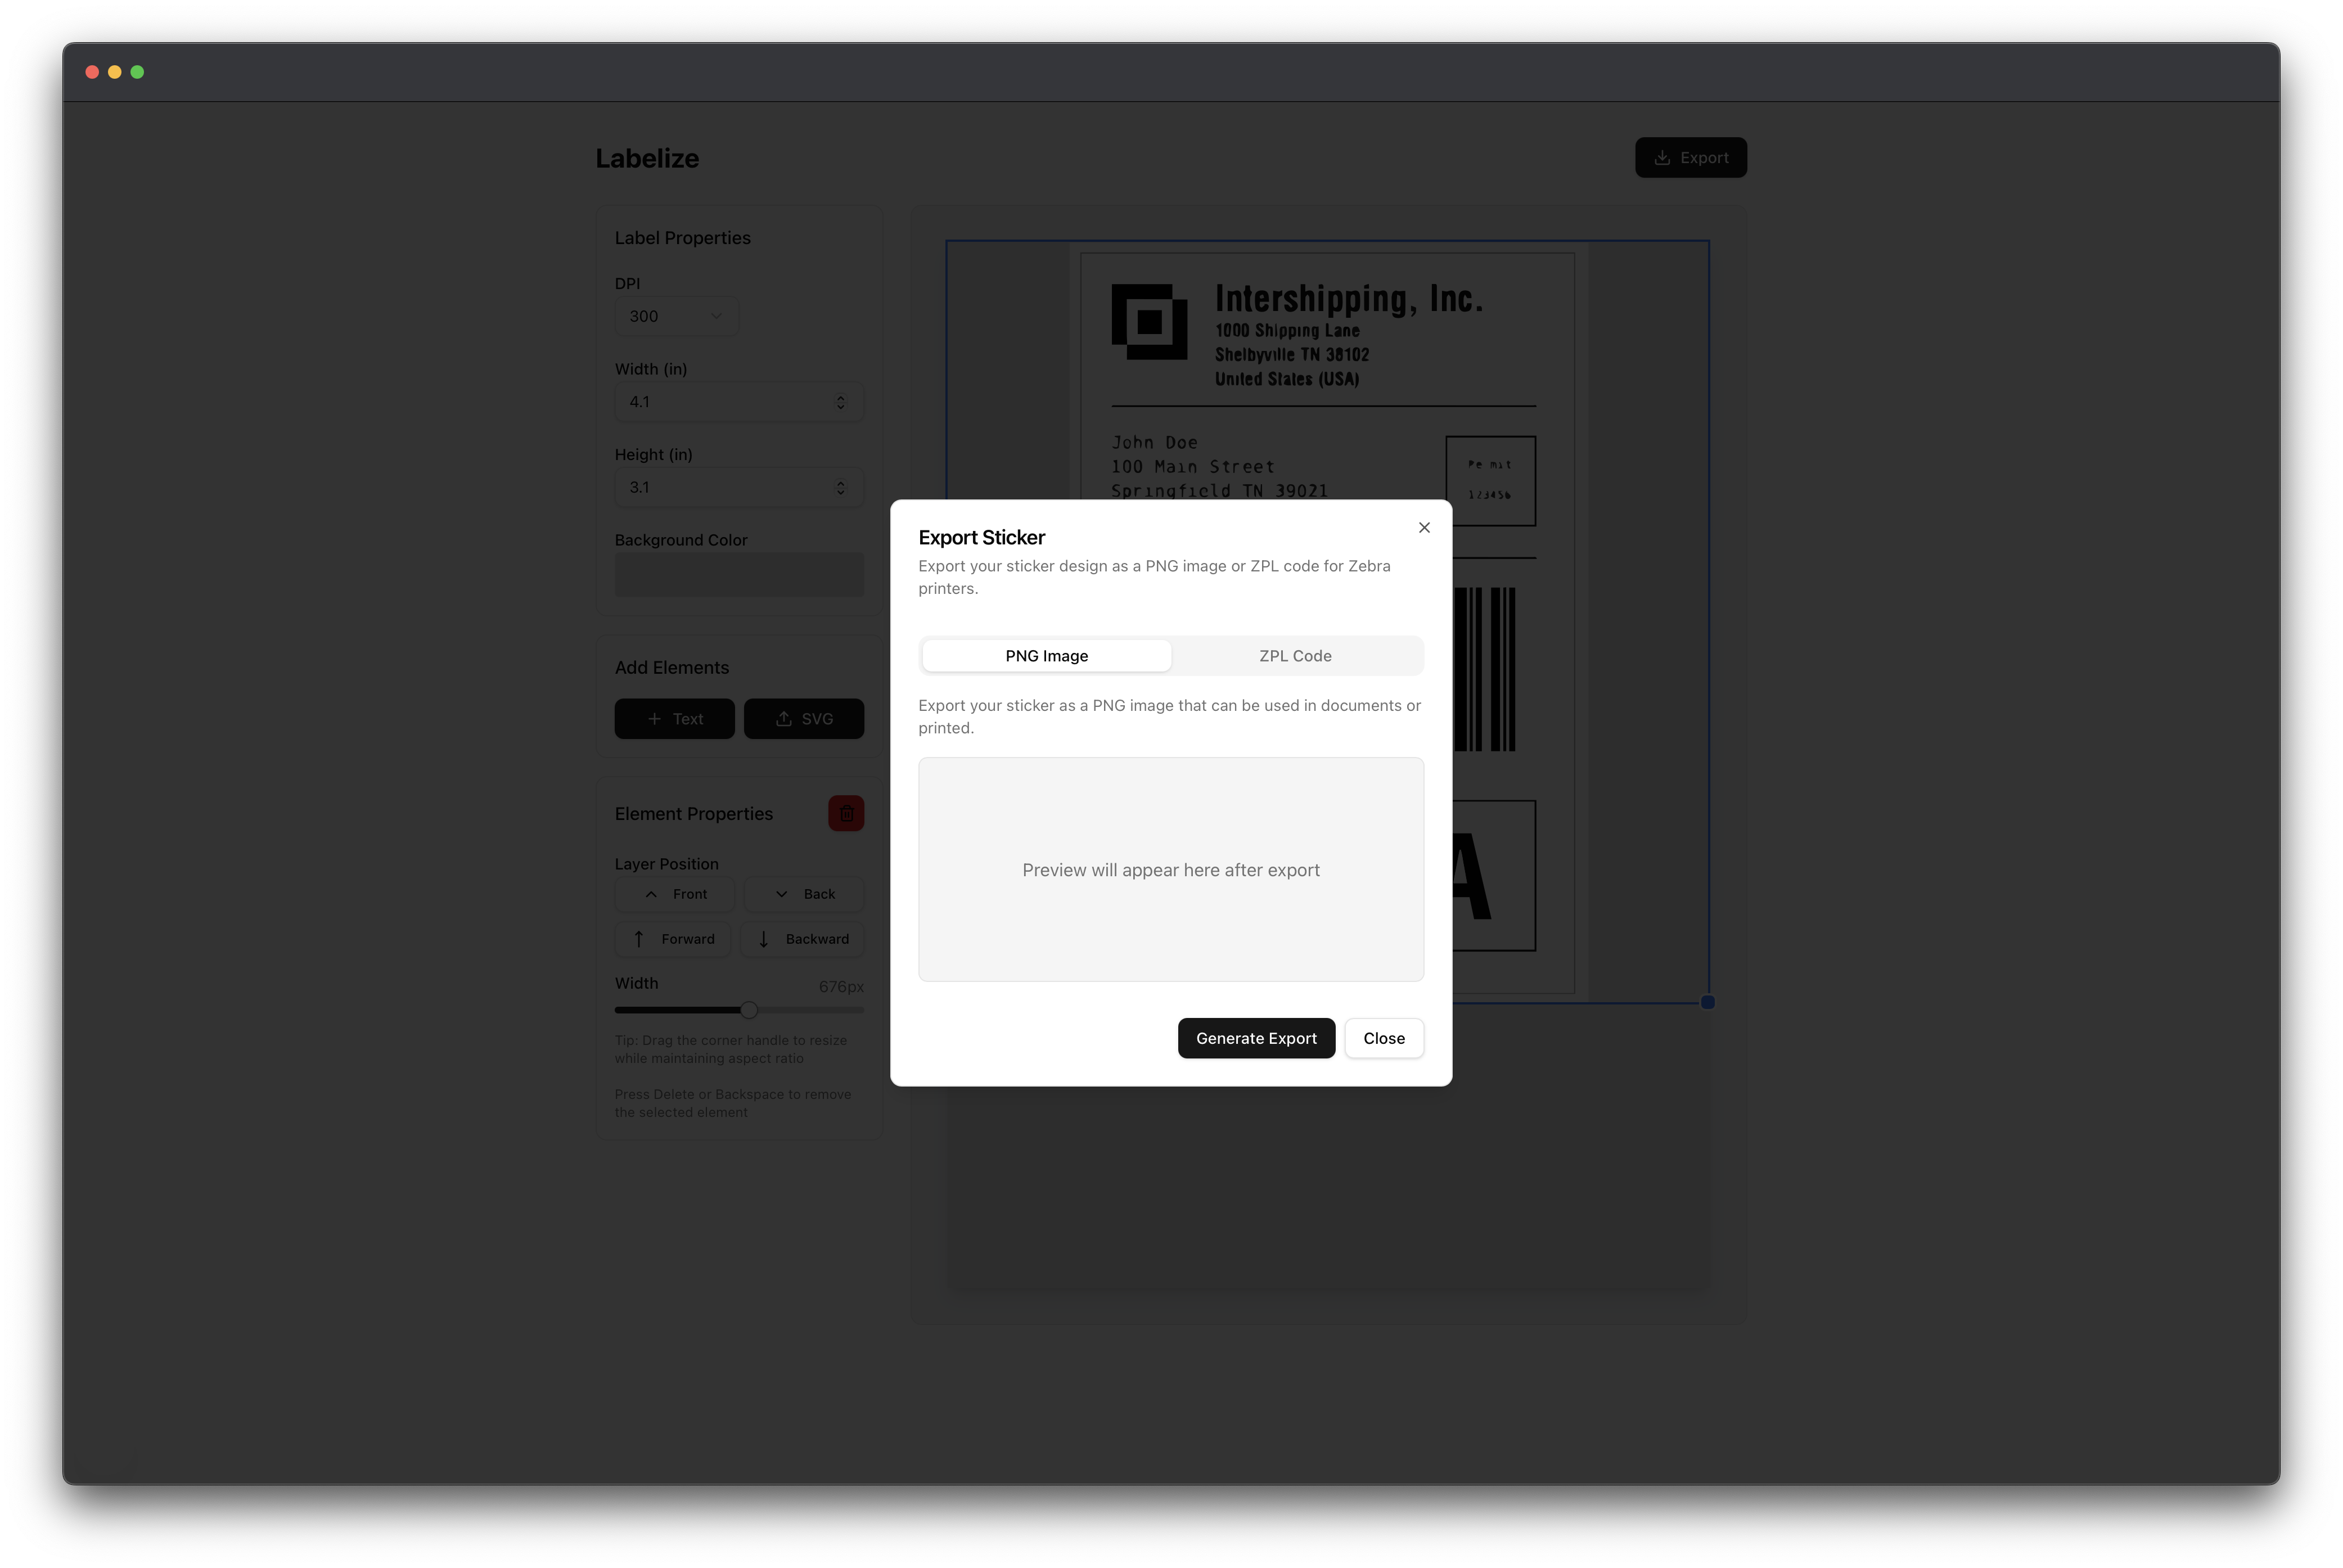 Labelize
Export
Label Properties
DPI
300
Width (in)
4.1
Height (in)
3.1
Background Color
Add Elements
Text
SVG
Element Properties
Layer Position
Front
Back
Forward
Backward
Width
676px
Tip: Drag the corner handle to resize
while maintaining aspect ratio
Press Delete or Backspace to remove
the selected element
Intershipping, Inc.
1000 Shipping Lane
Shelbyville TN 38102
United States (USA)
John Doe
100 Main Street
Springfield TN 39021
Permit
123456
A
Export Sticker
Export your sticker design as a PNG image or ZPL code for Zebra
printers.
PNG Image
ZPL Code
Export your sticker as a PNG image that can be used in documents or
printed.
Preview will appear here after export
Generate Export
Close